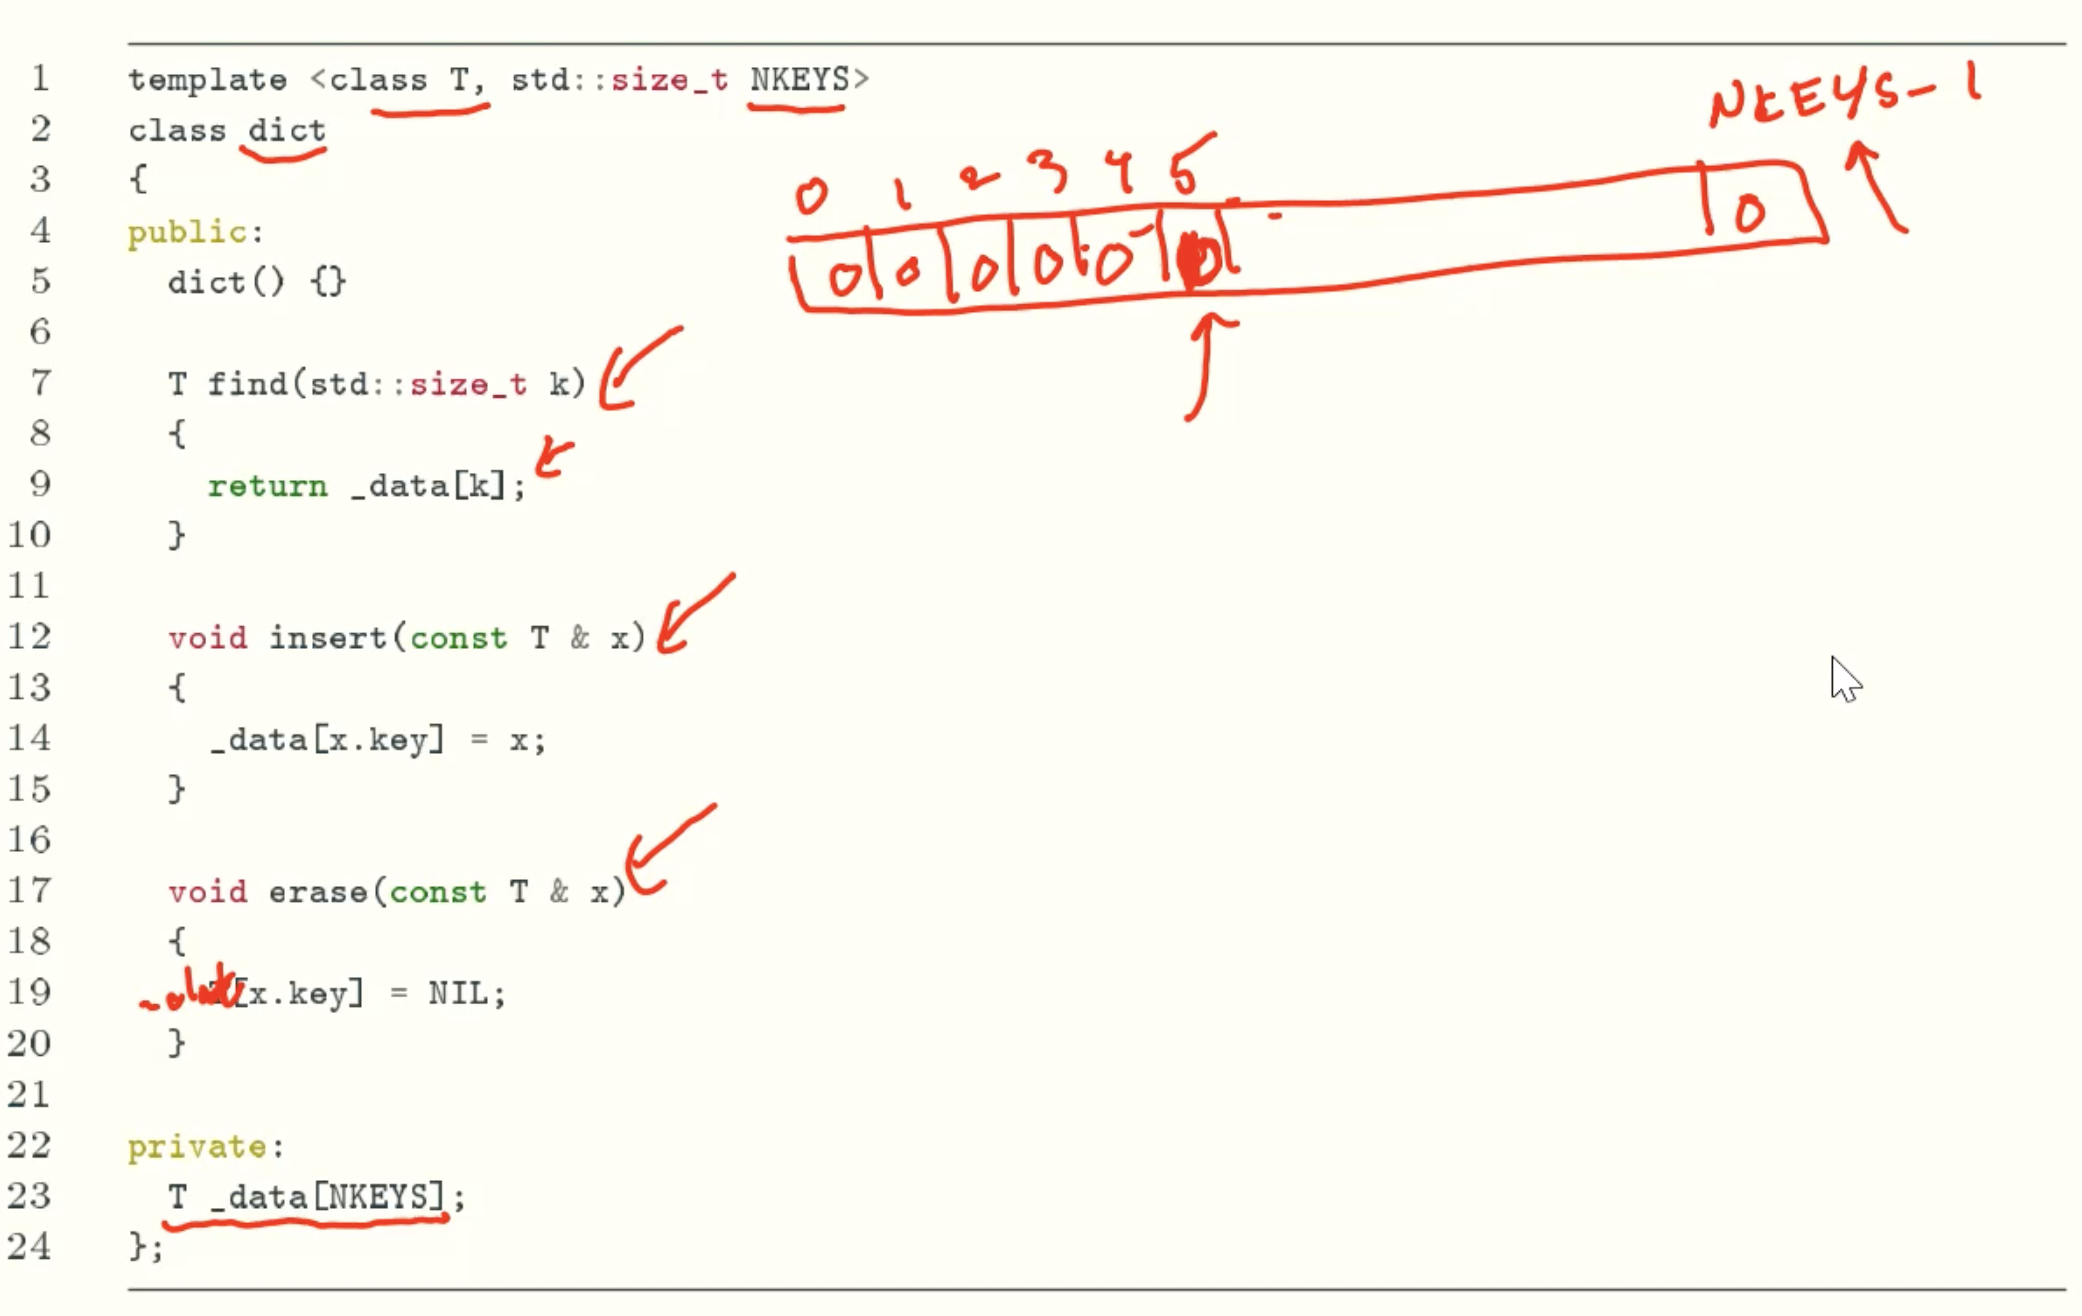 1 template <class T, std::size_t NKEYS>
2 class dict
3 {
4 public:
5 dict() {}
6
7 T find(std::size_t k)
8 {
9 return _data[k];
10 }
11
12 void insert(const T & x)
13 {
14 _data[x.key] = x;
15 }
16
17 void erase(const T & x)
18 {
19 _data[x.key] = NIL;
20 }
21
22 private:
23 T _data[NKEYS];
24 };
NKEYS-1
0 1 2 3 4 5
0 0 0 0 0 0 0